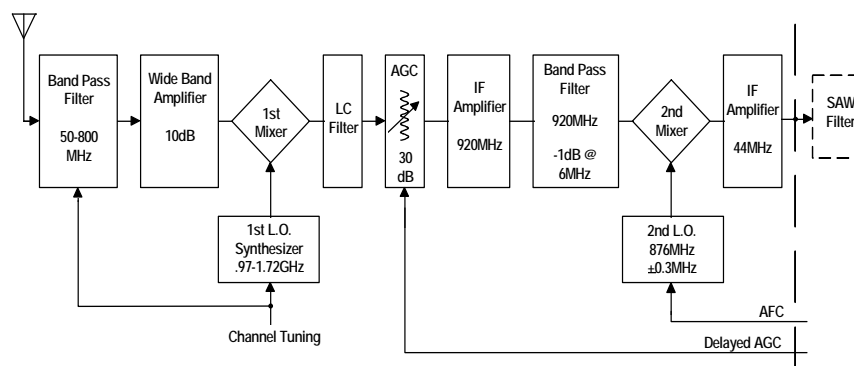 Band Pass
Filter
50-800
MHz
Wide Band
Amplifier
10dB
1st
Mixer
LC
Filter
AGC
30
dB
IF
Amplifier
920MHz
Band Pass
Filter
920MHz
-1dB @
6MHz
2nd
Mixer
IF
Amplifier
44MHz
SAW
Filter
1st L.O.
Synthesizer
.97-1.72GHz
2nd L.O.
876MHz
±0.3MHz
AFC
Channel Tuning
Delayed AGC